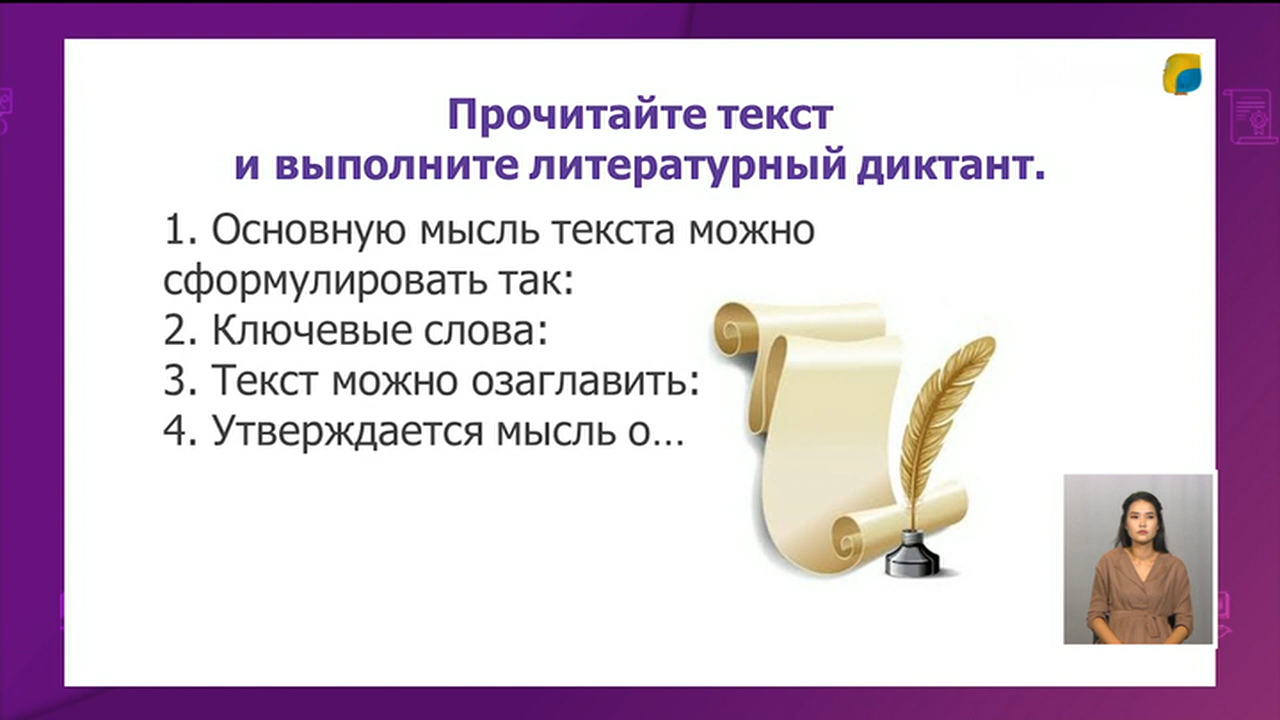 Прочитайте текст
и выполните литературный диктант.
1. Основную мысль текста можно
сформулировать так:
2. Ключевые слова:
3. Текст можно озаглавить:
4. Утверждается мысль о...